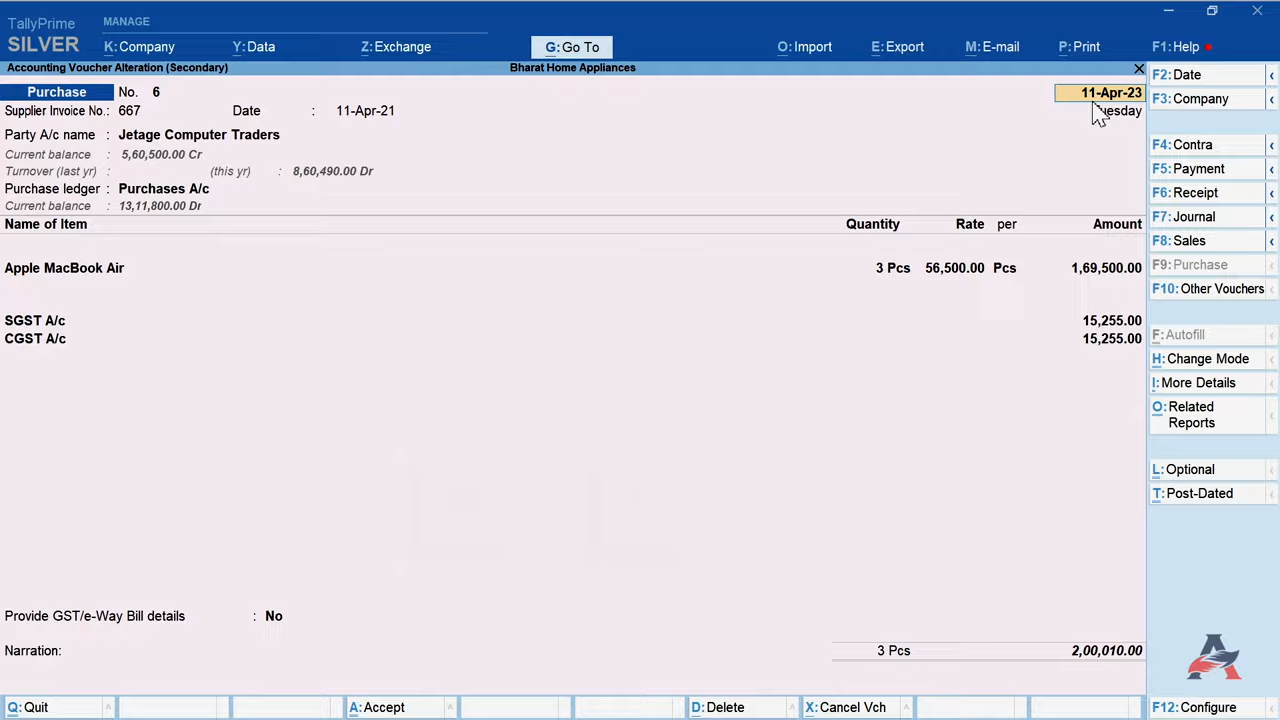 TallyPrime
SILVER
MANAGE
K:Company
Y:Data
Z:Exchange
G:Go To
O:Import
E:Export
M:E-mail
P:Print
F1:Help
Accounting Voucher Alteration (Secondary)
Bharat Home Appliances
Purchase No. 6
11-Apr-23
Supplier Invoice No.: 667 Date : 11-Apr-21
Party A/c name : Jetage Computer Traders
Current balance : 5,60,500.00 Cr
Turnover (last yr) : (this yr) : 8,60,490.00 Dr
Purchase ledger : Purchases A/c
Current balance : 13,11,800.00 Dr
Name of Item Quantity Rate per Amount
Apple MacBook Air 3 Pcs 56,500.00 Pcs 1,69,500.00
SGST A/c 15,255.00
CGST A/c 15,255.00
Provide GST/e-Way Bill details : No
Narration: 3 Pcs 2,00,010.00
F2:Date
F3:Company
F4:Contra
F5:Payment
F6:Receipt
F7:Journal
F8:Sales
F9:Purchase
F10:Other Vouchers
F:Autofill
H:Change Mode
I:More Details
O:Related
Reports
L:Optional
T:Post-Dated
Q:Quit
A:Accept
D:Delete
X:Cancel Vch
F12:Configure